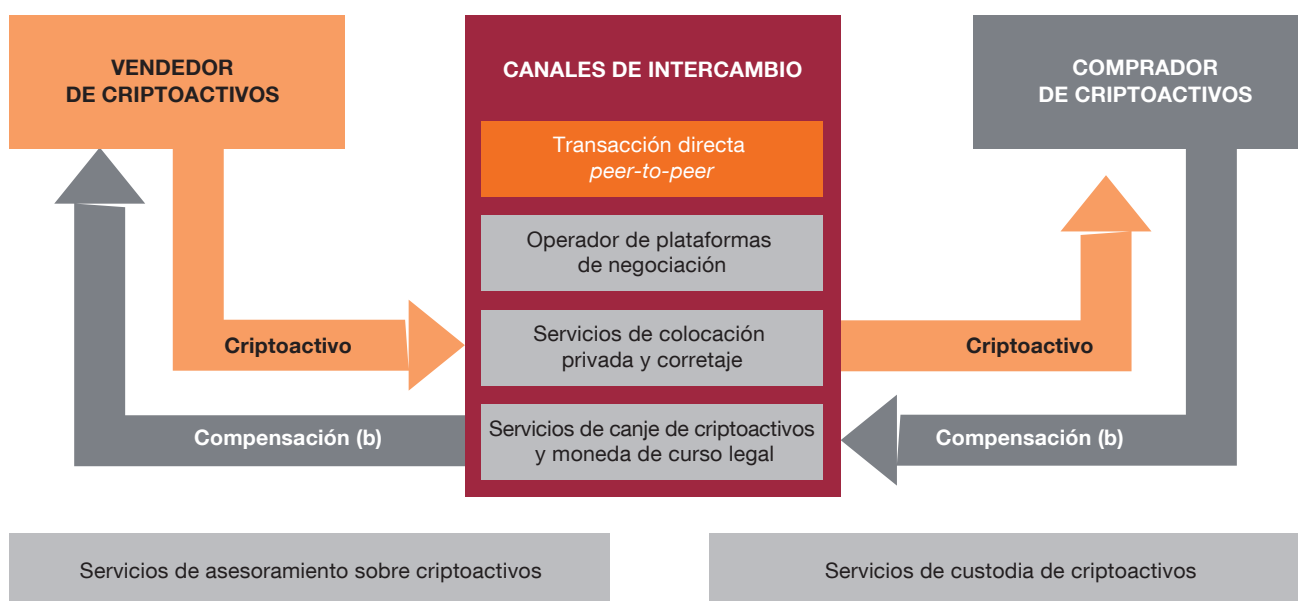 VENDEDOR
DE CRIPTOACTIVOS
CANALES DE INTERCAMBIO
COMPRADOR
DE CRIPTOACTIVOS
Transacción directa
peer-to-peer
Operador de plataformas
de negociación
Servicios de colocación
privada y corretaje
Criptoactivo
Criptoactivo
Servicios de canje de criptoactivos
y moneda de curso legal
Compensación (b)
Compensación (b)
Servicios de asesoramiento sobre criptoactivos
Servicios de custodia de criptoactivos